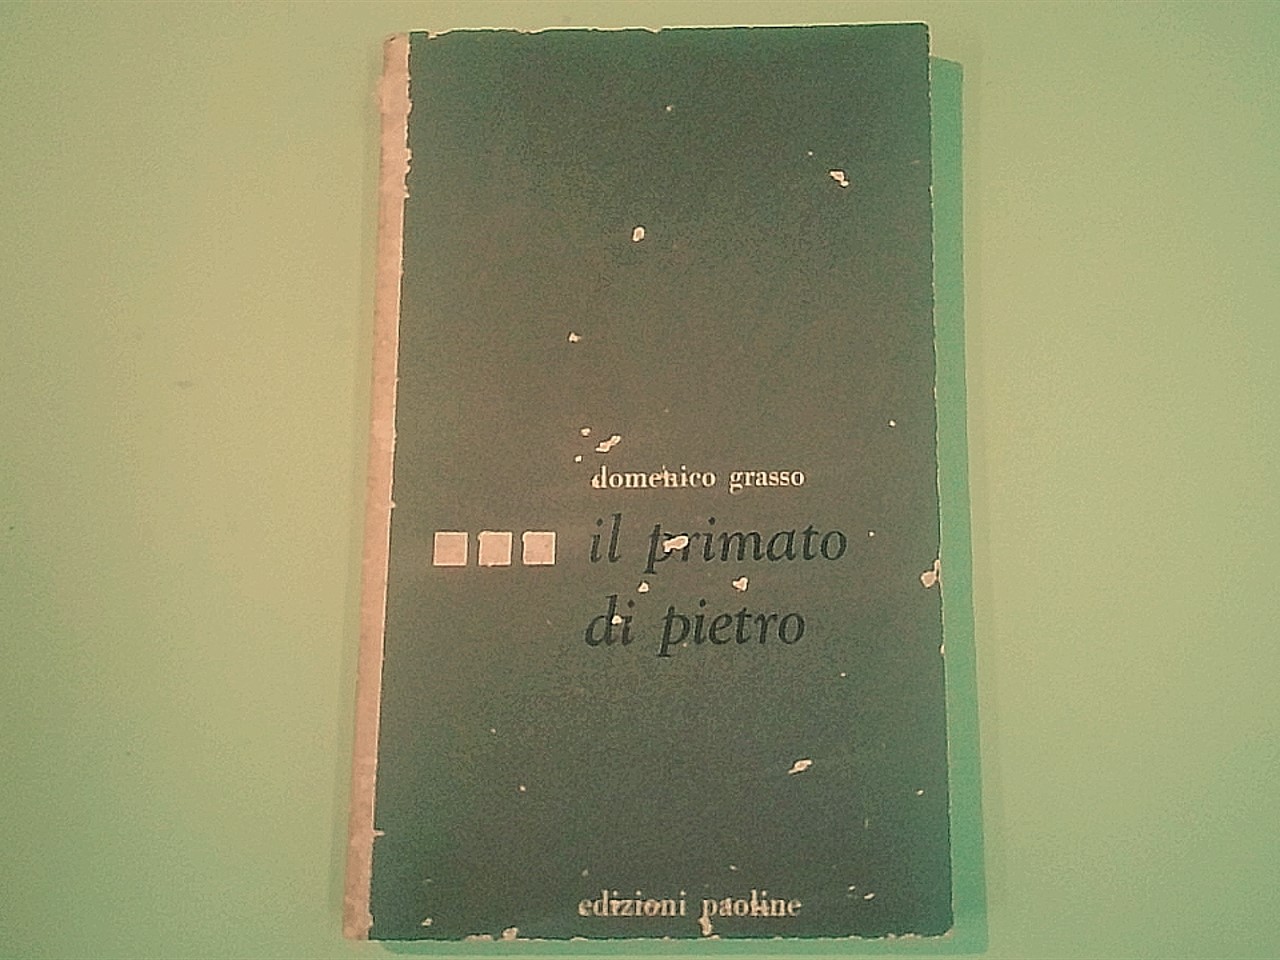 domenico grasso
il primato
di pietro
edizioni paoline